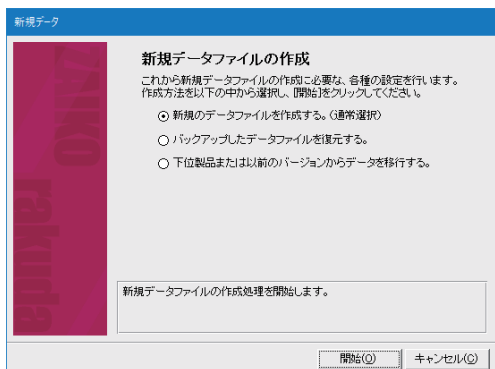 新規データ
ZAIKO rakuda
新規データファイルの作成
これから新規データファイルの作成に必要な、各種の設定を行います。
作成方法を以下の中から選択し、[開始]をクリックしてください。
新規のデータファイルを作成する。(通常選択)
バックアップしたデータファイルを復元する。
下位製品または以前のバージョンからデータを移行する。
新規データファイルの作成処理を開始します。
開始(O)
キャンセル(C)